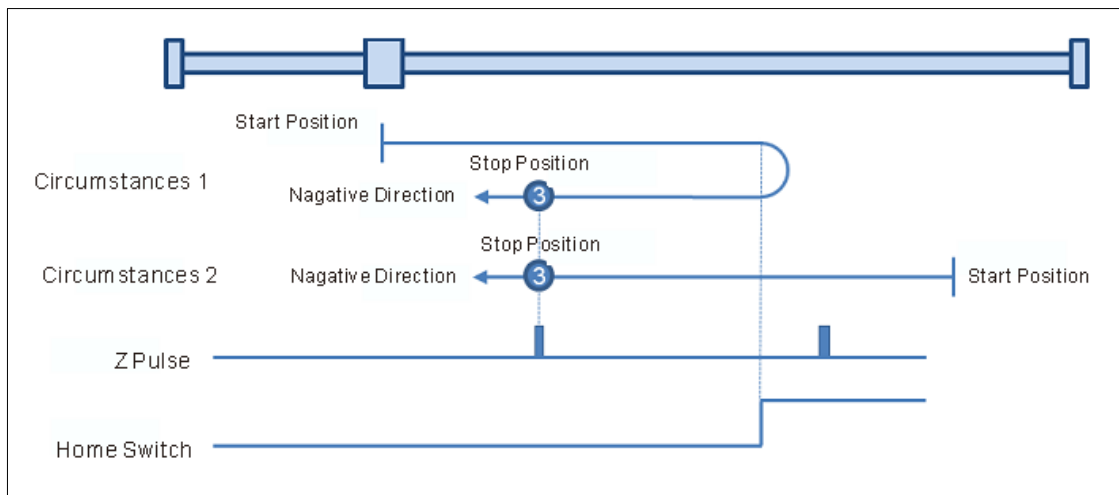 Start Position
Circumstances 1
Stop Position
Nagative Direction
3
Stop Position
Circumstances 2
Nagative Direction
3
Start Position
Z Pulse
Home Switch